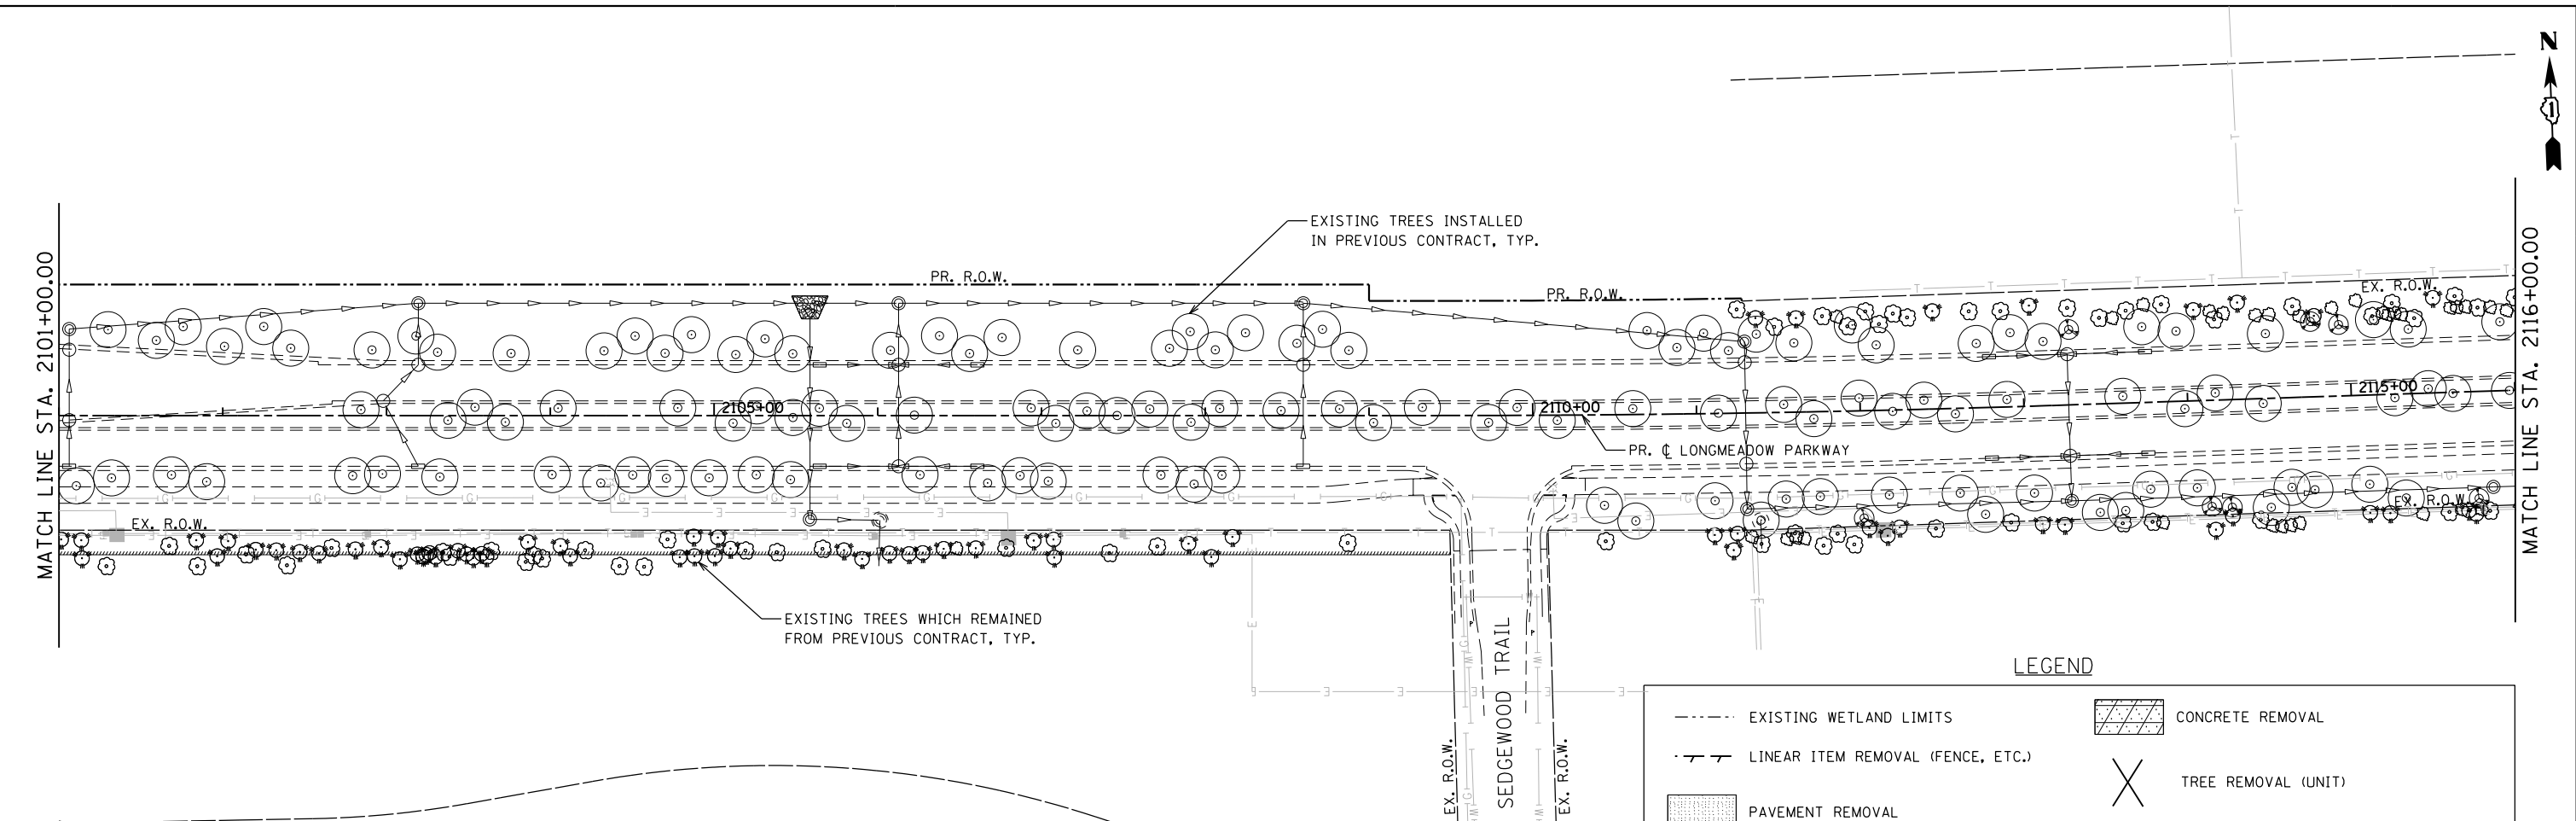 N
1
EXISTING TREES INSTALLED
IN PREVIOUS CONTRACT, TYP.
MATCH LINE STA. 2101+00.00
MATCH LINE STA. 2116+00.00
PR. R.O.W.
PR. R.O.W.
EX. R.O.W.
2105+00
2110+00
2115+00
PR. ℄ LONGMEADOW PARKWAY
EX. R.O.W.
EX. R.O.W.
EXISTING TREES WHICH REMAINED
FROM PREVIOUS CONTRACT, TYP.
SEDGEWOOD TRAIL
EX. R.O.W.
EX. R.O.W.
LEGEND
EXISTING WETLAND LIMITS
CONCRETE REMOVAL
LINEAR ITEM REMOVAL (FENCE, ETC.)
TREE REMOVAL (UNIT)
PAVEMENT REMOVAL